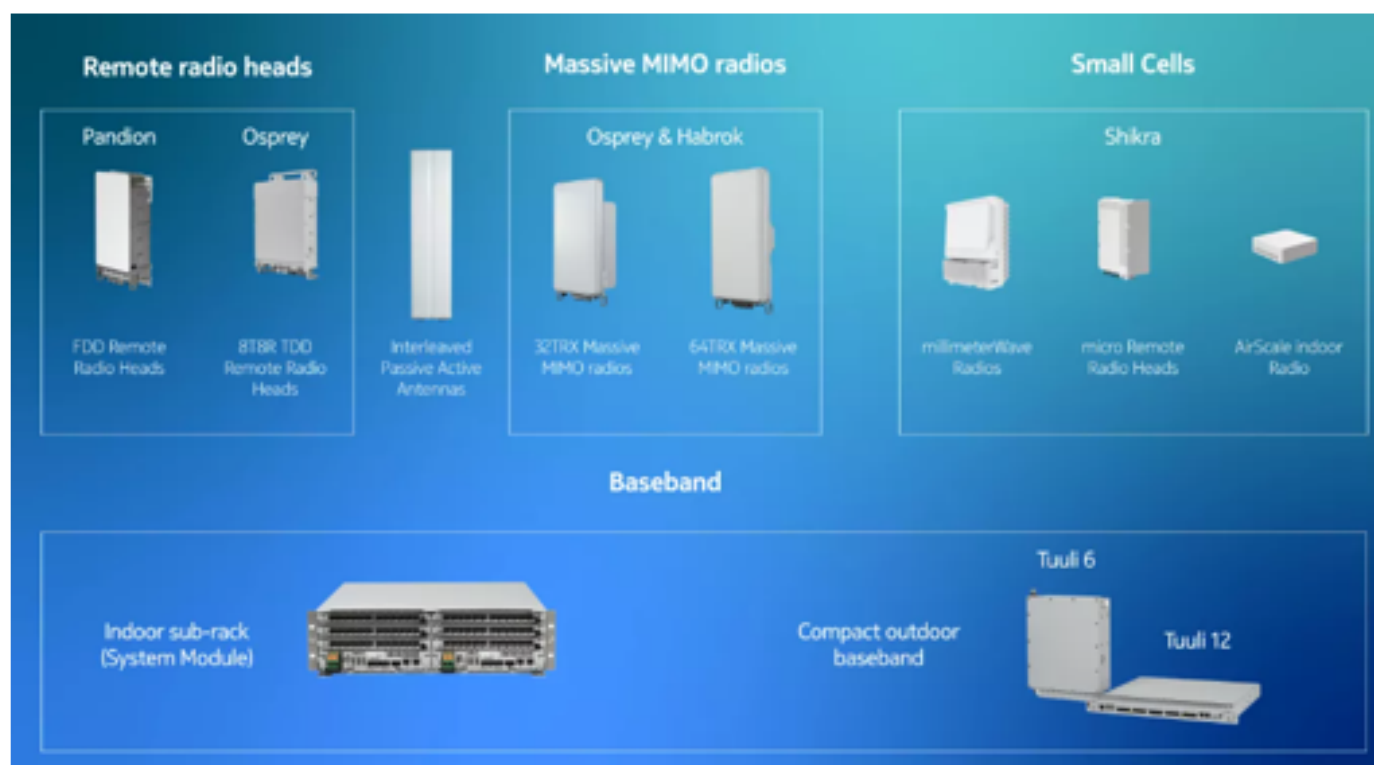 Remote radio heads
Massive MIMO radios
Small Cells
Pandion
Osprey
Osprey & Habrok
Shikra
FDD Remote
Radio Heads
8T8R TDD
Remote Radio
Heads
Interleaved
Passive Active
Antennas
32TRX Massive
MIMO radios
64TRX Massive
MIMO radios
millimeterWave
Radios
micro Remote
Radio Heads
AirScale indoor
Radio
Baseband
Indoor sub-rack
(System Module)
Compact outdoor
baseband
Tuuli 6
Tuuli 12